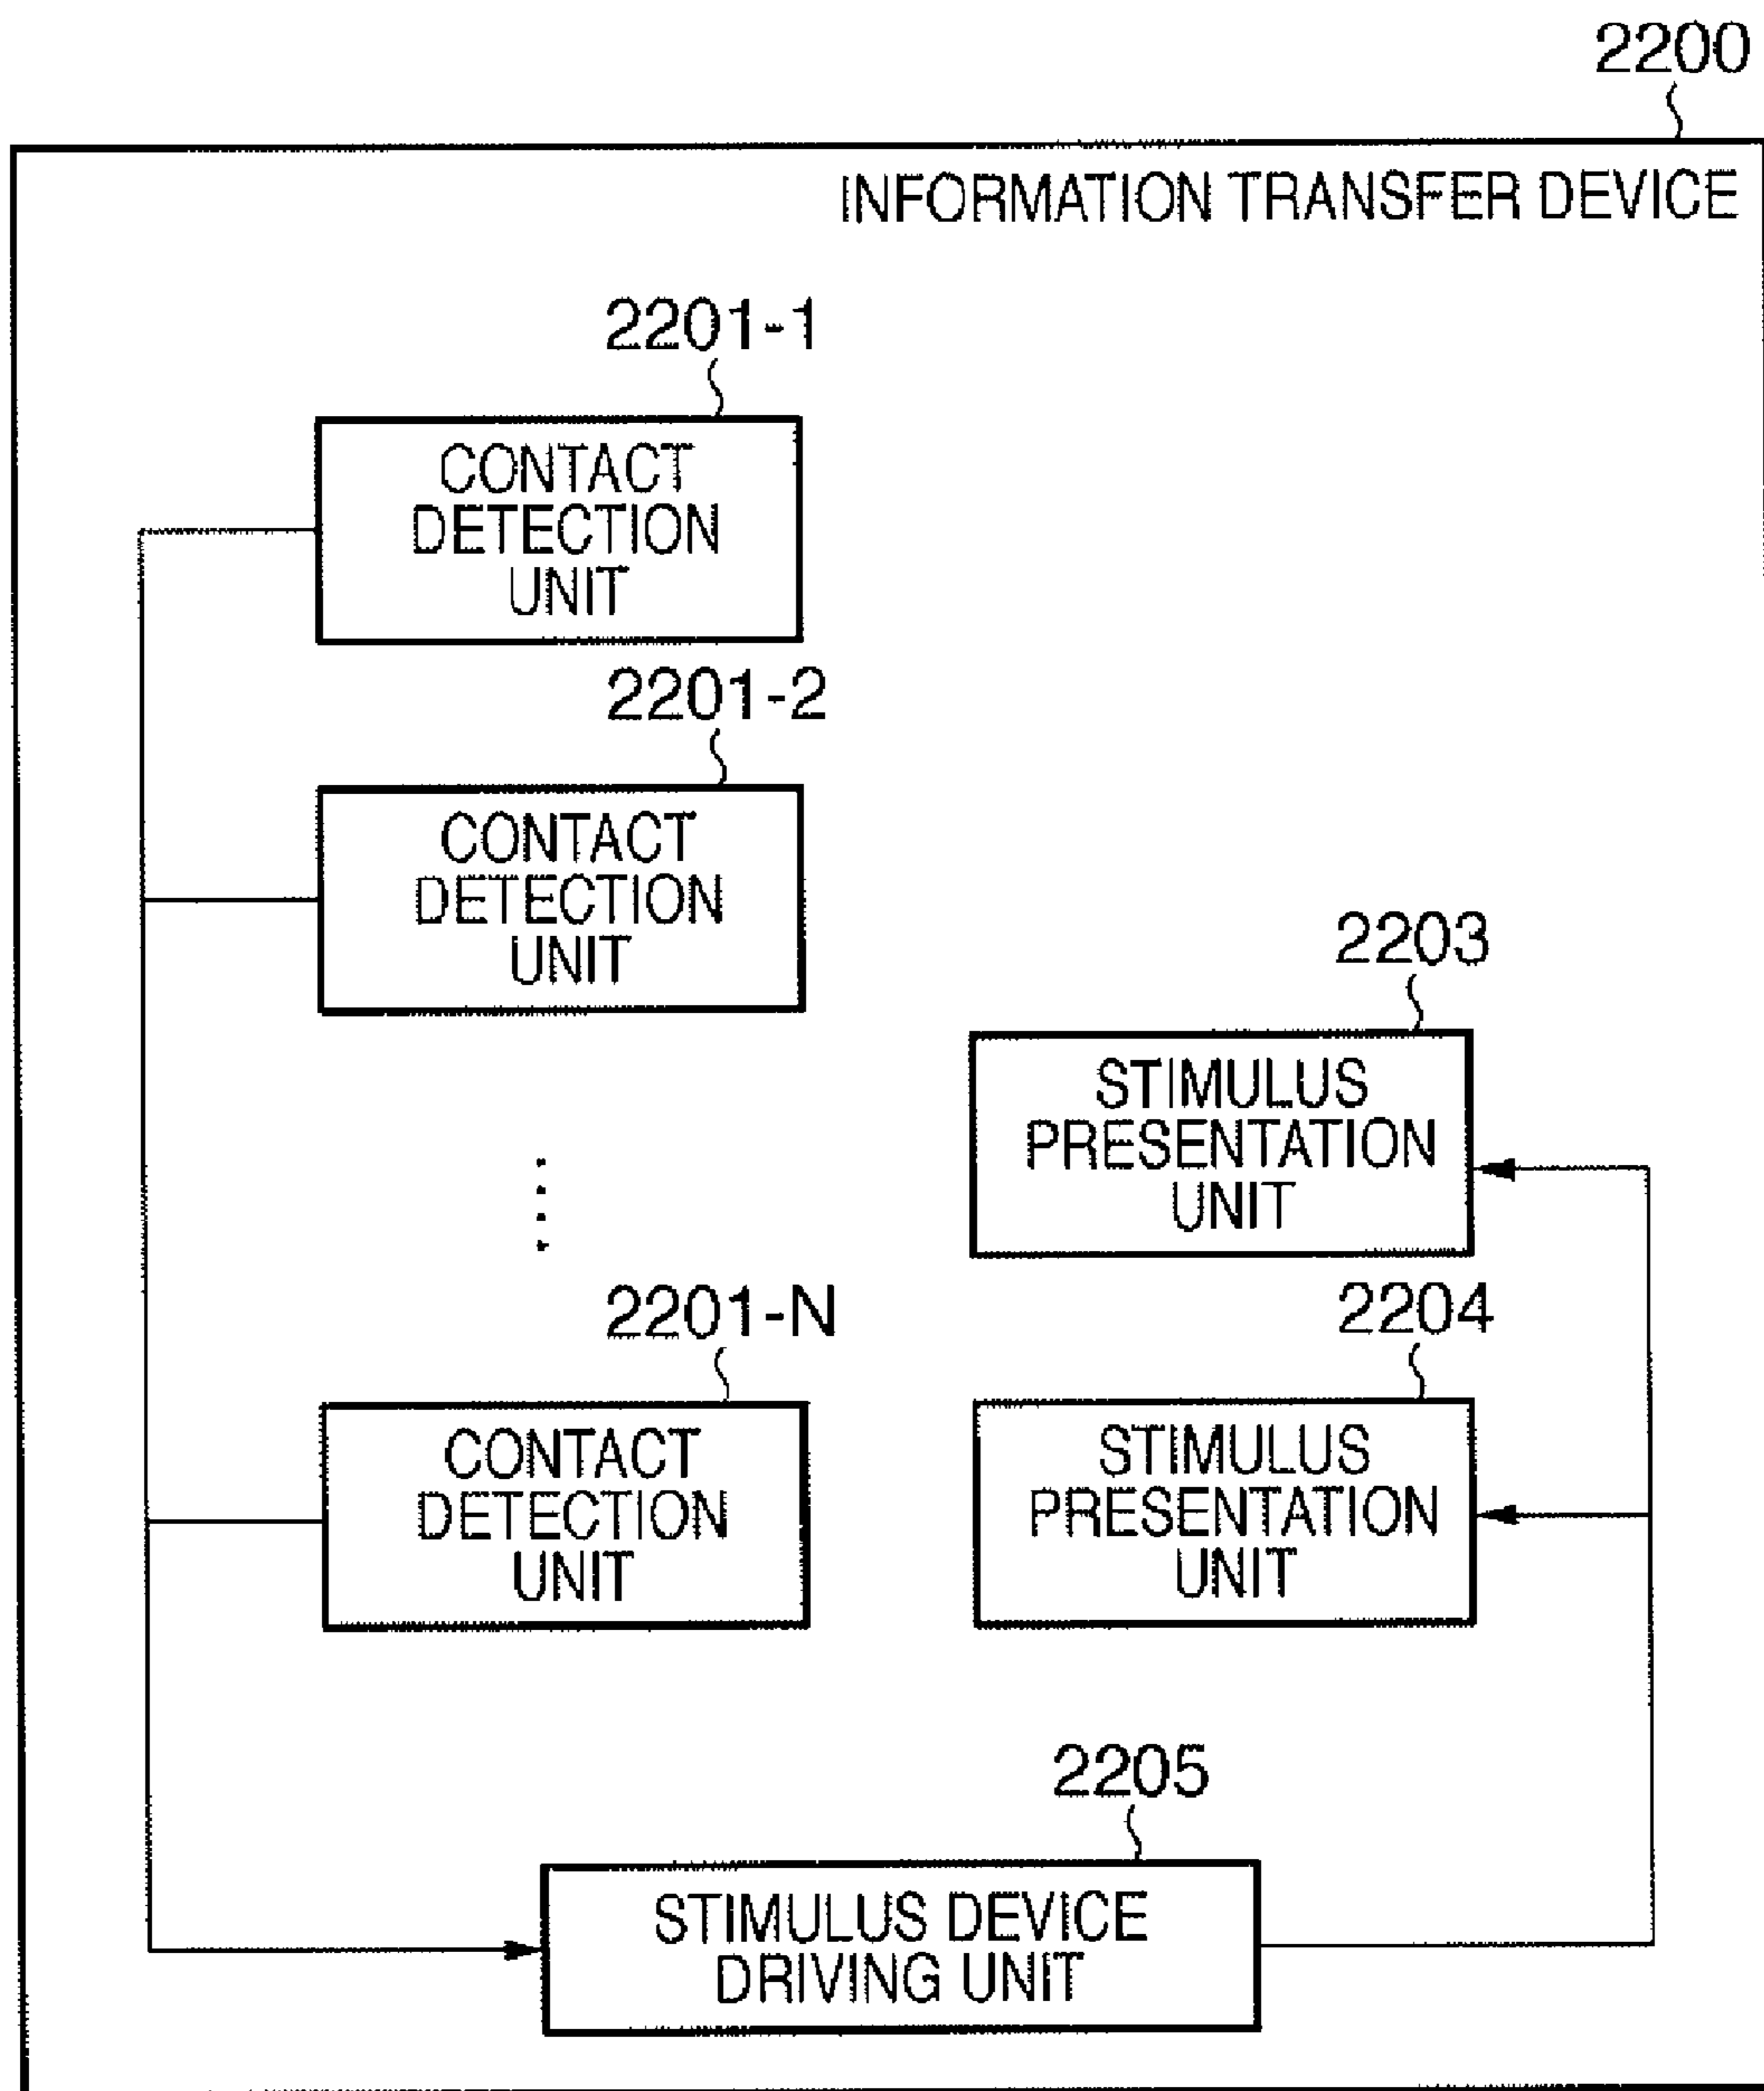 2200
INFORMATION TRANSFER DEVICE
2201-1
CONTACT
DETECTION
UNIT
2201-2
CONTACT
DETECTION
UNIT
2203
STIMULUS
PRESENTATION
UNIT
2201-N
CONTACT
DETECTION
UNIT
2204
STIMULUS
PRESENTATION
UNIT
2205
STIMULUS DEVICE
DRIVING UNIT